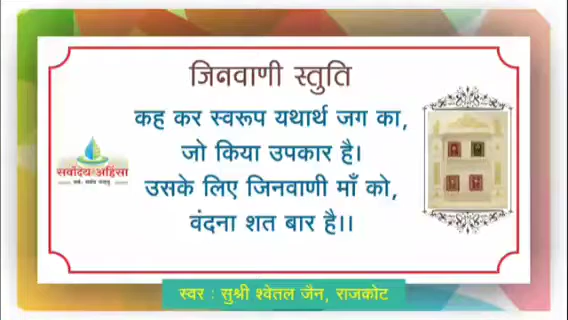 जिनवाणी स्तुति
कह कर स्वरूप यथार्थ जग का,
जो किया उपकार है।
उसके लिए जिनवाणी माँ को,
वंदना शत बार है।।
सर्वोदय अहिंसा
स्वर : सुश्री श्वेतल जैन, राजकोट